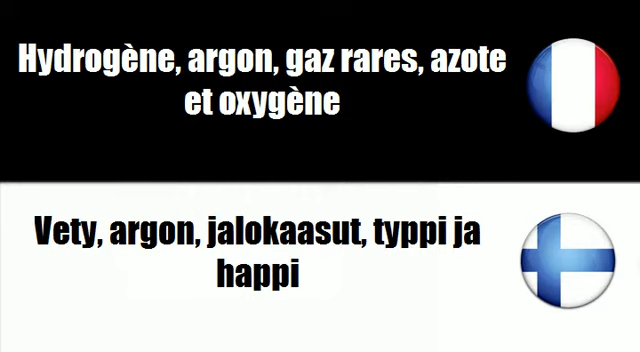 Hydrogène, argon, gaz rares, azote
et oxygène
Vety, argon, jalokaasut, typpi ja
happi